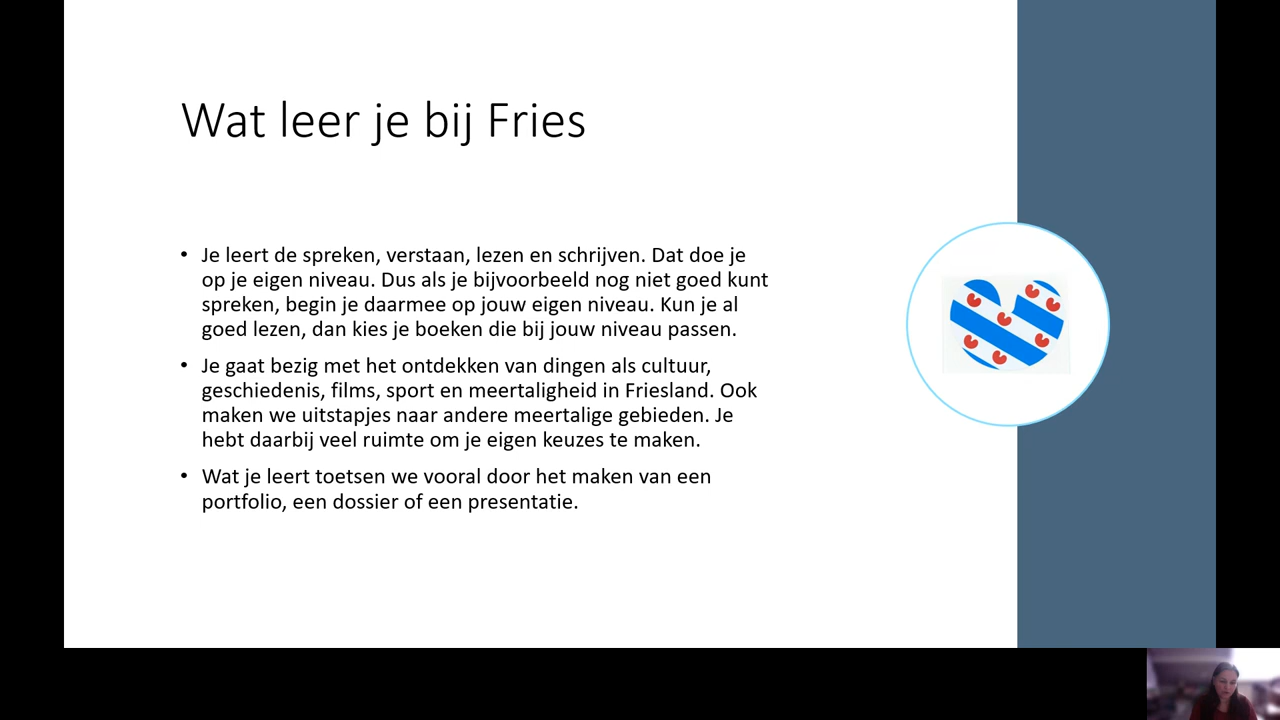 Wat leer je bij Fries
• Je leert de spreken, verstaan, lezen en schrijven. Dat doe je
op je eigen niveau. Dus als je bijvoorbeeld nog niet goed kunt
spreken, begin je daarmee op jouw eigen niveau. Kun je al
goed lezen, dan kies je boeken die bij jouw niveau passen.
• Je gaat bezig met het ontdekken van dingen als cultuur,
geschiedenis, films, sport en meertaligheid in Friesland. Ook
maken we uitstapjes naar andere meertalige gebieden. Je
hebt daarbij veel ruimte om je eigen keuzes te maken.
• Wat je leert toetsen we vooral door het maken van een
portfolio, een dossier of een presentatie.